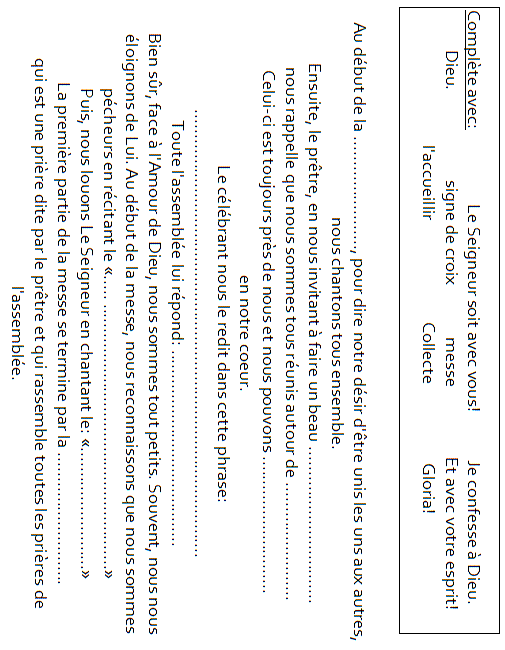 Complète avec: Le Seigneur soit avec vous! Je confesse à Dieu.
Dieu. signe de croix messe Et avec votre esprit!
l'accueillir Collecte Gloria!
Au début de la ........................, pour dire notre désir d'être unis les uns aux autres,
nous chantons tous ensemble.
Ensuite, le prêtre, en nous invitant à faire un beau ................................
nous rappelle que nous sommes tous réunis autour de ........................
Celui-ci est toujours près de nous et nous pouvons ............................
en notre coeur.
Le célébrant nous le redit dans cette phrase:
................................................................................................
Toute l'assemblée lui répond: ..........................................
Bien sûr, face à l'Amour de Dieu, nous sommes tout petits. Souvent, nous nous
éloignons de Lui. Au début de la messe, nous reconnaissons que nous sommes
pécheurs en récitant le «..... ............................................................»
Puis, nous louons Le Seigneur en chantant le: «..........................»
La première partie de la messe se termine par la ............................
qui est une prière dite par le prêtre et qui rassemble toutes les prières de
l'assemblée.